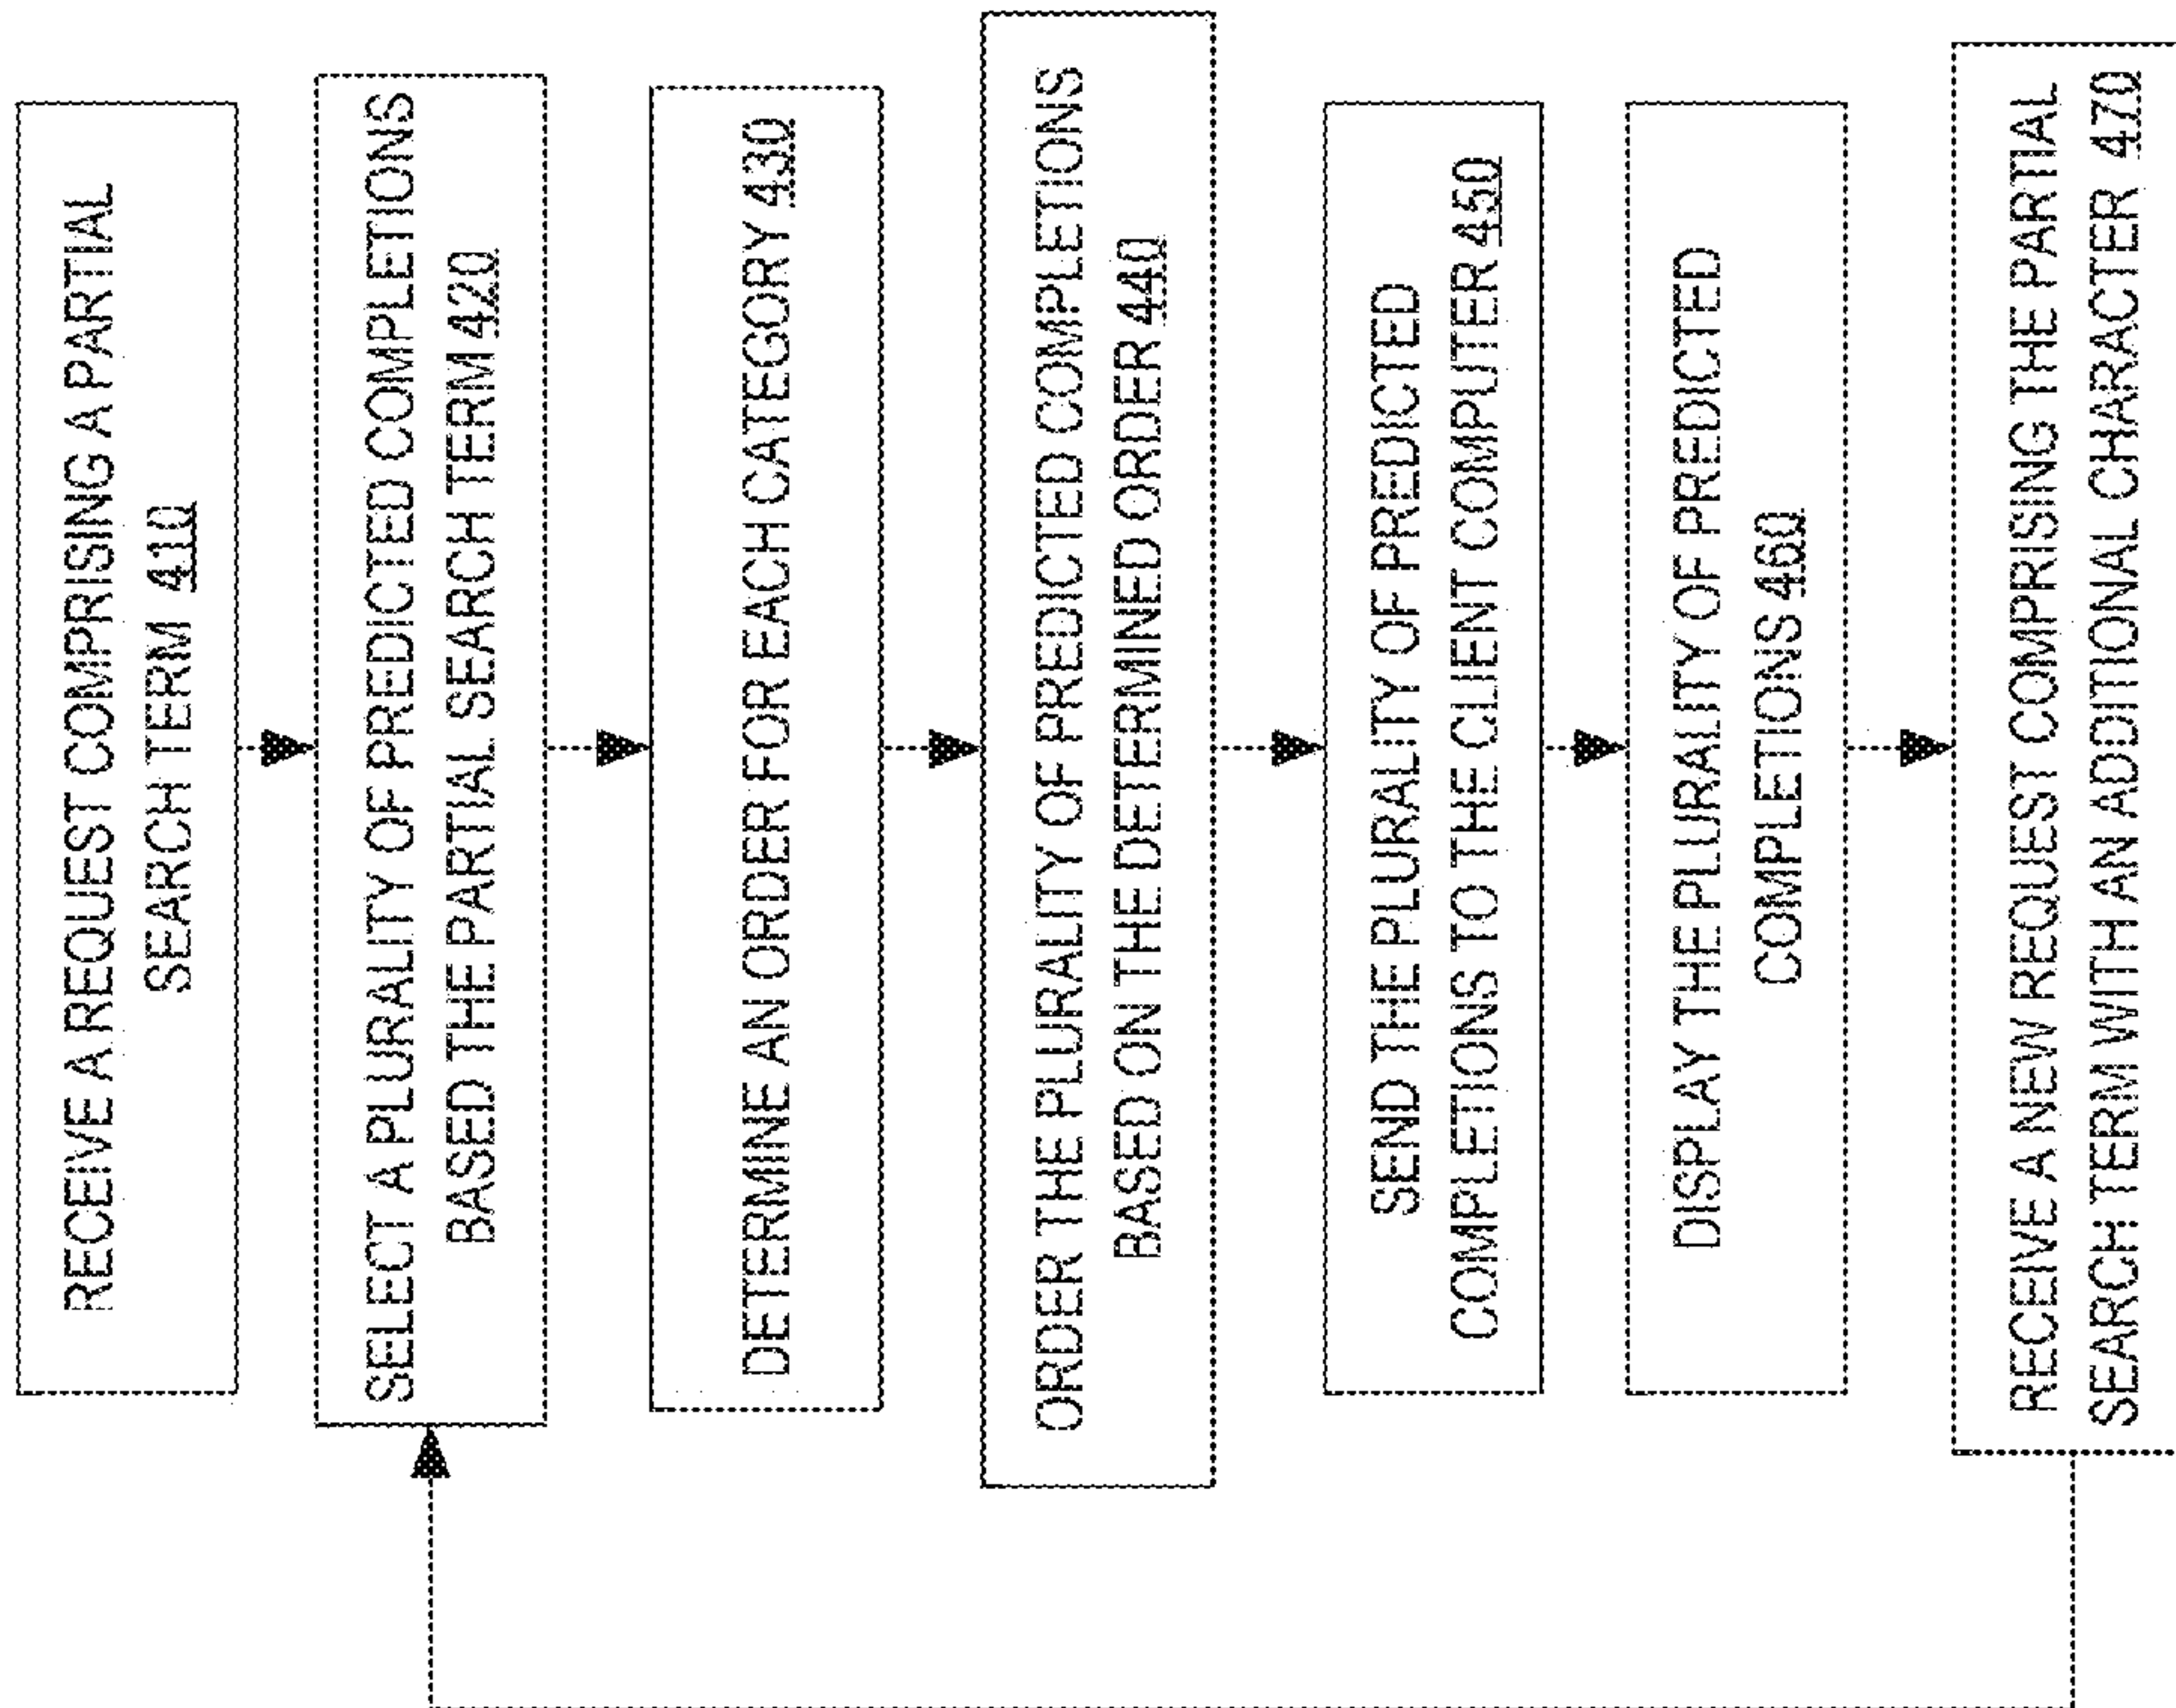 RECEIVE A REQUEST COMPRISING A PARTIAL
SEARCH TERM 410
SELECT A PLURALITY OF PREDICTED COMPLETIONS
BASED THE PARTIAL SEARCH TERM 420
DETERMINE AN ORDER FOR EACH CATEGORY 430
ORDER THE PLURALITY OF PREDICTED COMPLETIONS
BASED ON THE DETERMINED ORDER 440
SEND THE PLURALITY OF PREDICTED
COMPLETIONS TO THE CLIENT COMPUTER 450
DISPLAY THE PLURALITY OF PREDICTED
COMPLETIONS 460
RECEIVE A NEW REQUEST COMPRISING THE PARTIAL
SEARCH TERM WITH AN ADDITIONAL CHARACTER 470